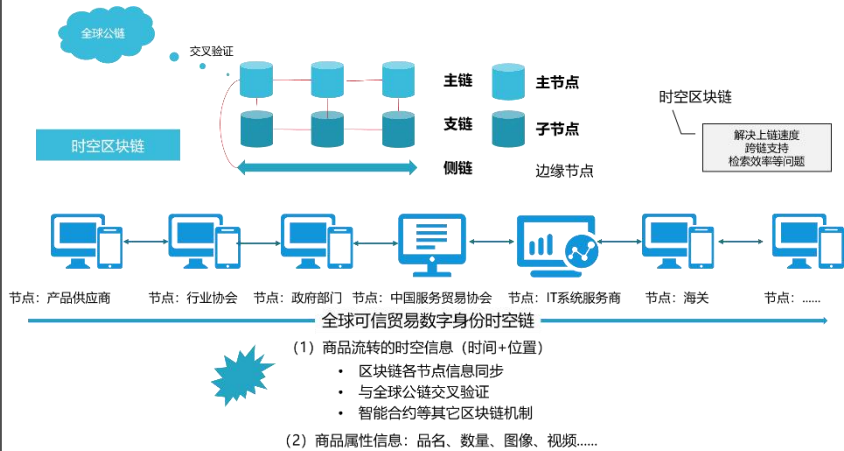 全球公链
交叉验证
主链
主节点
支链
子节点
侧链
边缘节点
时空区块链
时空区块链
解决上链速度
跨链支持
检索效率等问题
节点：产品供应商
节点：行业协会
节点：政府部门
节点：中国服务贸易协会
节点：IT系统服务商
节点：海关
节点：......
全球可信贸易数字身份时空链
（1）商品流转的时空信息（时间+位置）
• 区块链各节点信息同步
• 与全球公链交叉验证
• 智能合约等其它区块链机制
（2）商品属性信息：品名、数量、图像、视频......